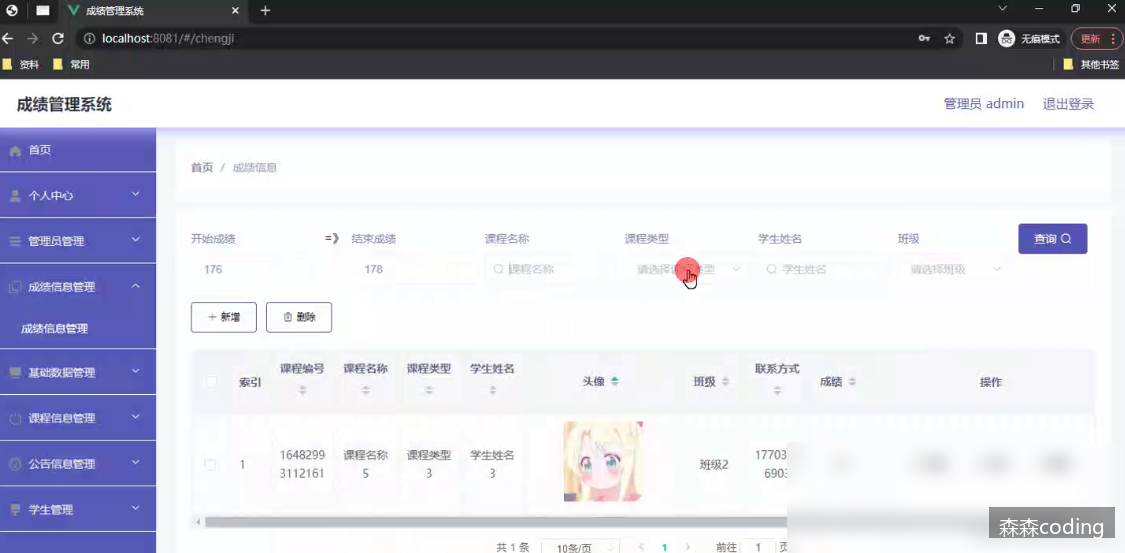 成绩管理系统
localhost:8081/#/chengji
无痕模式
更新
资料
常用
其他书签
成绩管理系统
管理员 admin
退出登录
首页
个人中心
管理员管理
成绩信息管理
成绩信息管理
基础数据管理
课程信息管理
公告信息管理
学生管理
首页 / 成绩信息
开始成绩 =》 结束成绩 课程名称 课程类型 学生姓名 班级
176 178 课程名称 请选择课程类型 学生姓名 请选择班级
查询
新增
删除
索引 课程编号 课程名称 课程类型 学生姓名 头像 班级 联系方式 成绩 操作
1 1648299 课程名称 课程类型 学生姓名 班级2 17703
3112161 5 3 3 6903
共 1 条 10条/页 1 前往 1 页
森森coding